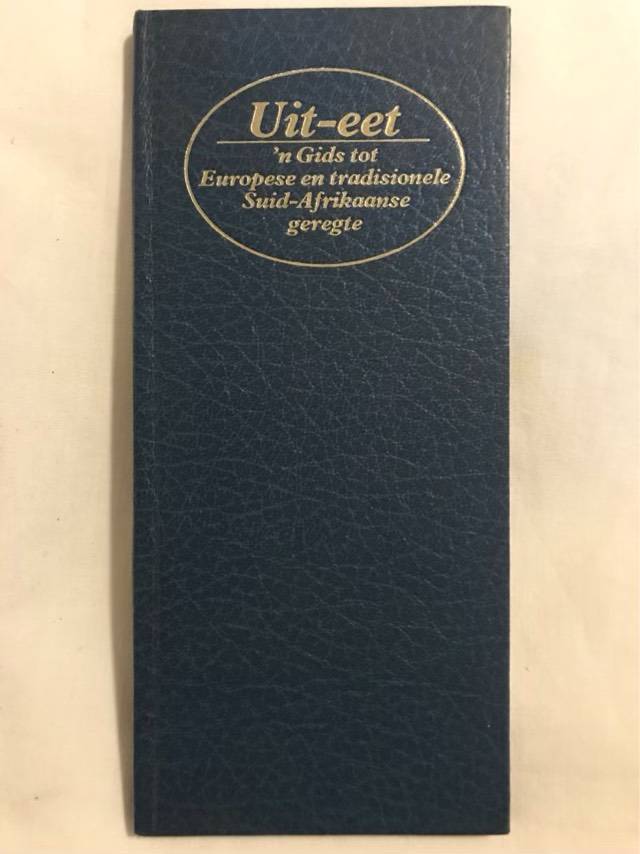 Uit-eet
'n Gids tot
Europese en tradisionele
Suid-Afrikaanse
geregte